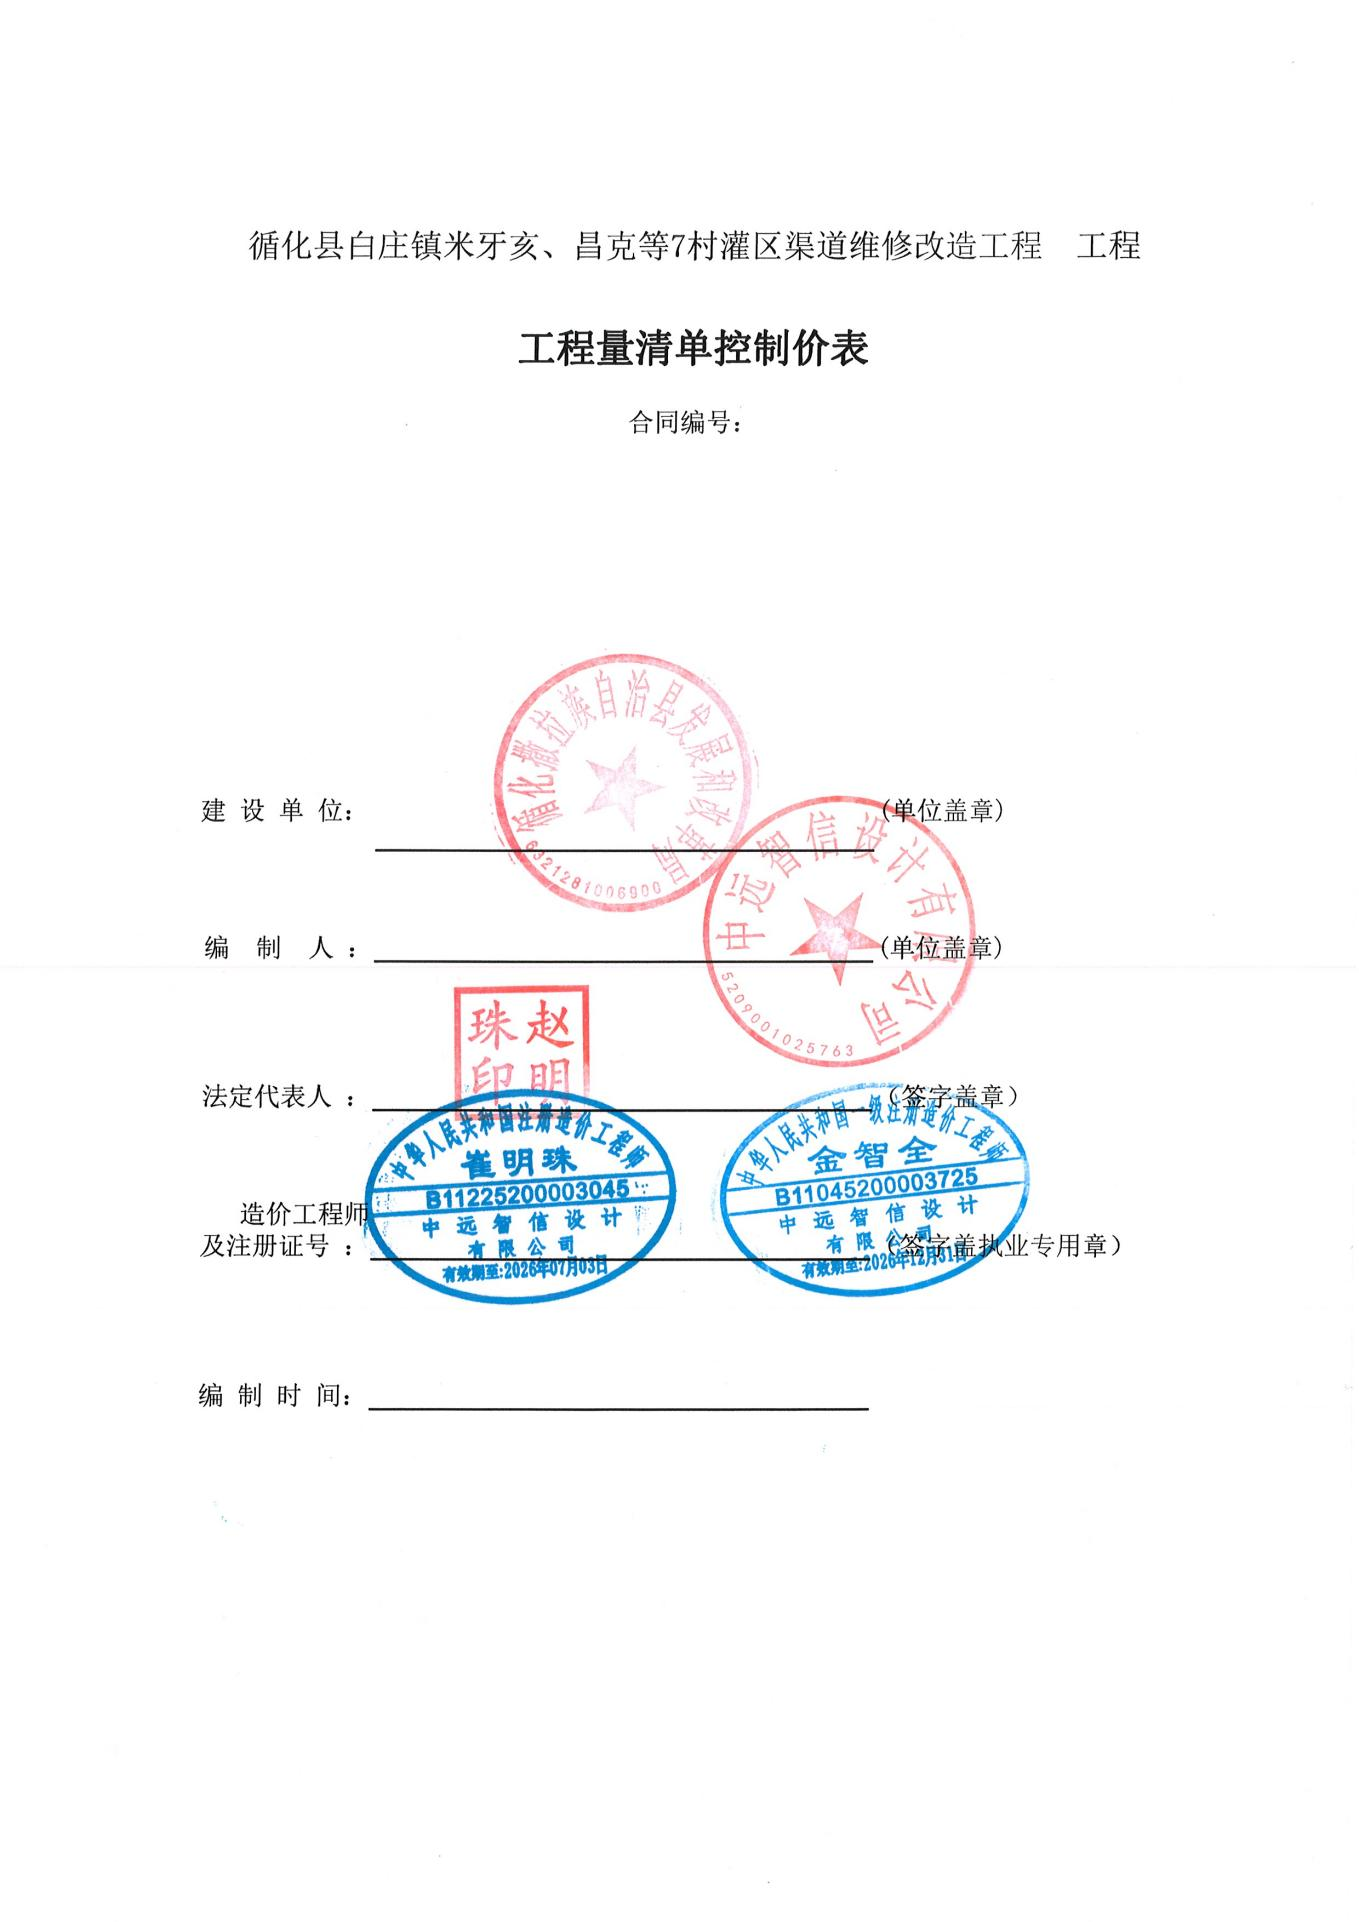 循化县白庄镇米牙亥、昌克等7村灌区渠道维修改造工程 工程
工程量清单控制价表
合同编号：
循化撒拉族自治县发展和改革局
6321281006900
建 设 单 位： (单位盖章)
中远智信设计有限公司
5209001025763
编 制 人 ： (单位盖章)
赵明珠印
法定代表人 ： （签字盖章）
中华人民共和国注册造价工程师
崔明珠
B11225200003045
中远智信设计
有限公司
有效期至:2026年07月03日
中华人民共和国一级注册造价工程师
金智全
B11045200003725
中远智信设计
有限公司
有效期至:2026年12月31日
造价工程师
及注册证号 ： （签字盖执业专用章）
编 制 时 间：